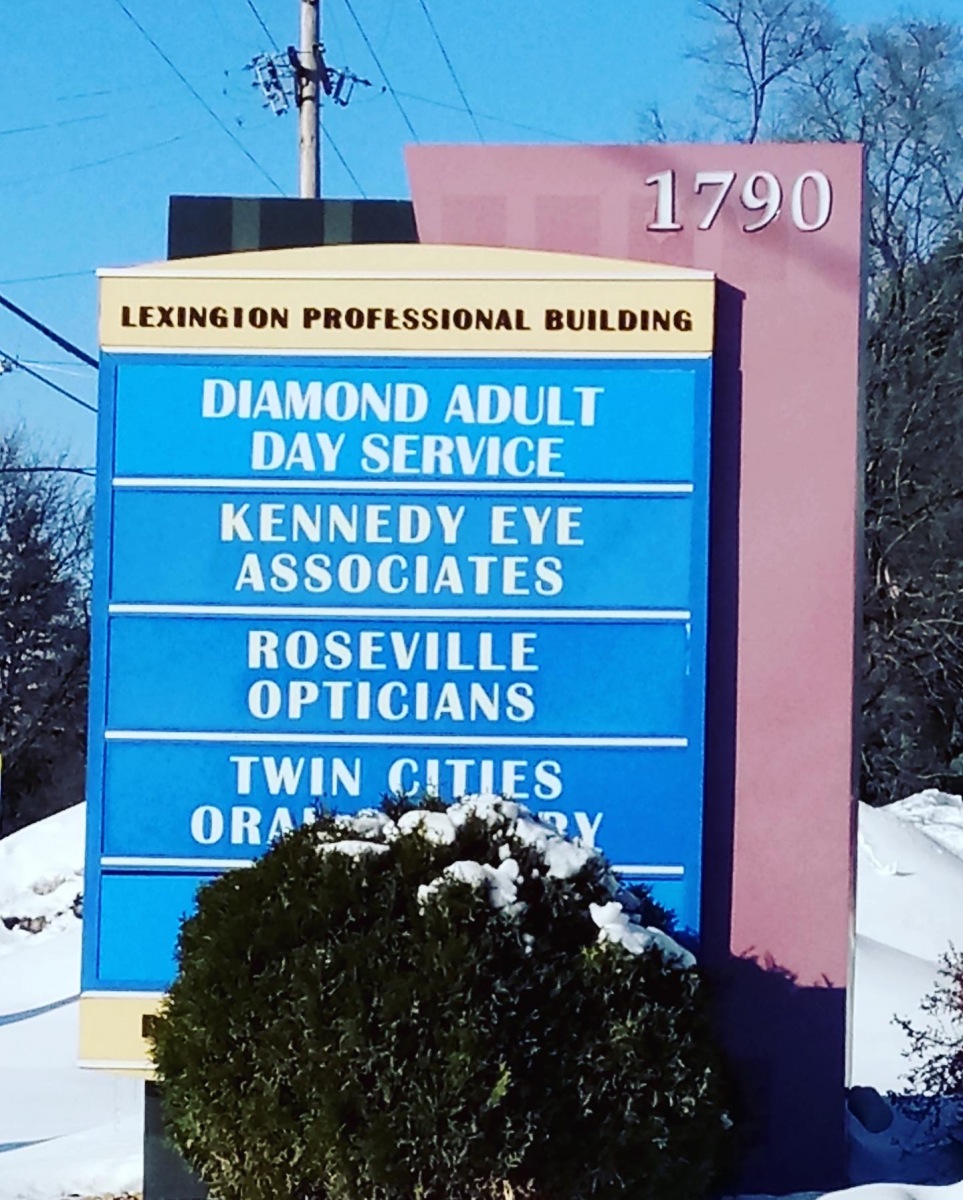 1790
LEXINGTON PROFESSIONAL BUILDING
DIAMOND ADULT
DAY SERVICE
KENNEDY EYE
ASSOCIATES
ROSEVILLE
OPTICIANS
TWIN CITIES